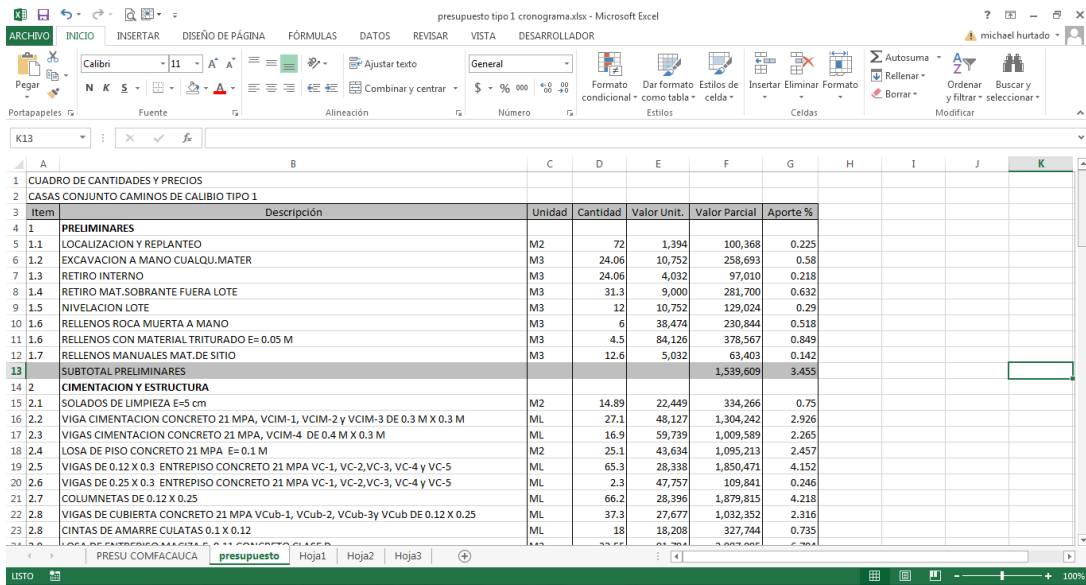 presupuesto tipo 1 cronograma.xlsx - Microsoft Excel
ARCHIVO INICIO INSERTAR DISEÑO DE PÁGINA FÓRMULAS DATOS REVISAR VISTA DESARROLLADOR michael hurtado
Pegar
Calibri 11 A A
N K S A
Ajustar texto
Combinar y centrar
General
$ % 000
Formato condicional
Dar formato como tabla
Estilos de celda
Insertar Eliminar Formato
Autosuma
Rellenar
Borrar
Ordenar y filtrar
Buscar y seleccionar
Portapapeles Fuente Alineación Número Estilos Celdas Modificar
K13 fx
A B C D E F G H I J K
1 CUADRO DE CANTIDADES Y PRECIOS
2 CASAS CONJUNTO CAMINOS DE CALIBIO TIPO 1
3 Item Descripción Unidad Cantidad Valor Unit. Valor Parcial Aporte %
4 1 PRELIMINARES
5 1.1 LOCALIZACION Y REPLANTEO M2 72 1,394 100,368 0.225
6 1.2 EXCAVACION A MANO CUALQU.MATER M3 24.06 10,752 258,693 0.58
7 1.3 RETIRO INTERNO M3 24.06 4,032 97,010 0.218
8 1.4 RETIRO MAT.SOBRANTE FUERA LOTE M3 31.3 9,000 281,700 0.632
9 1.5 NIVELACION LOTE M3 12 10,752 129,024 0.29
10 1.6 RELLENOS ROCA MUERTA A MANO M3 6 38,474 230,844 0.518
11 1.6 RELLENOS CON MATERIAL TRITURADO E= 0.05 M M3 4.5 84,126 378,567 0.849
12 1.7 RELLENOS MANUALES MAT.DE SITIO M3 12.6 5,032 63,403 0.142
13 SUBTOTAL PRELIMINARES 1,539,609 3.455
14 2 CIMENTACION Y ESTRUCTURA
15 2.1 SOLADOS DE LIMPIEZA E=5 cm M2 14.89 22,449 334,266 0.75
16 2.2 VIGA CIMENTACION CONCRETO 21 MPA, VCIM-1, VCIM-2 y VCIM-3 DE 0.3 M X 0.3 M ML 27.1 48,127 1,304,242 2.926
17 2.3 VIGAS CIMENTACION CONCRETO 21 MPA, VCIM-4 DE 0.4 M X 0.3 M ML 16.9 59,739 1,009,589 2.265
18 2.4 LOSA DE PISO CONCRETO 21 MPA E= 0.1 M M2 25.1 43,634 1,095,213 2.457
19 2.5 VIGAS DE 0.12 X 0.3 ENTREPISO CONCRETO 21 MPA VC-1, VC-2,VC-3, VC-4 y VC-5 ML 65.3 28,338 1,850,471 4.152
20 2.6 VIGAS DE 0.25 X 0.3 ENTREPISO CONCRETO 21 MPA VC-1, VC-2,VC-3, VC-4 y VC-5 ML 2.3 47,757 109,841 0.246
21 2.7 COLUMNETAS DE 0.12 X 0.25 ML 66.2 28,396 1,879,815 4.218
22 2.8 VIGAS DE CUBIERTA CONCRETO 21 MPA VCub-1, VCub-2, VCub-3y VCub DE 0.12 X 0.25 ML 37.3 27,677 1,032,352 2.316
23 2.8 CINTAS DE AMARRE CULATAS 0.1 X 0.12 ML 18 18,208 327,744 0.735
PRESU COMFACAUCA presupuesto Hoja1 Hoja2 Hoja3
LISTO 100%